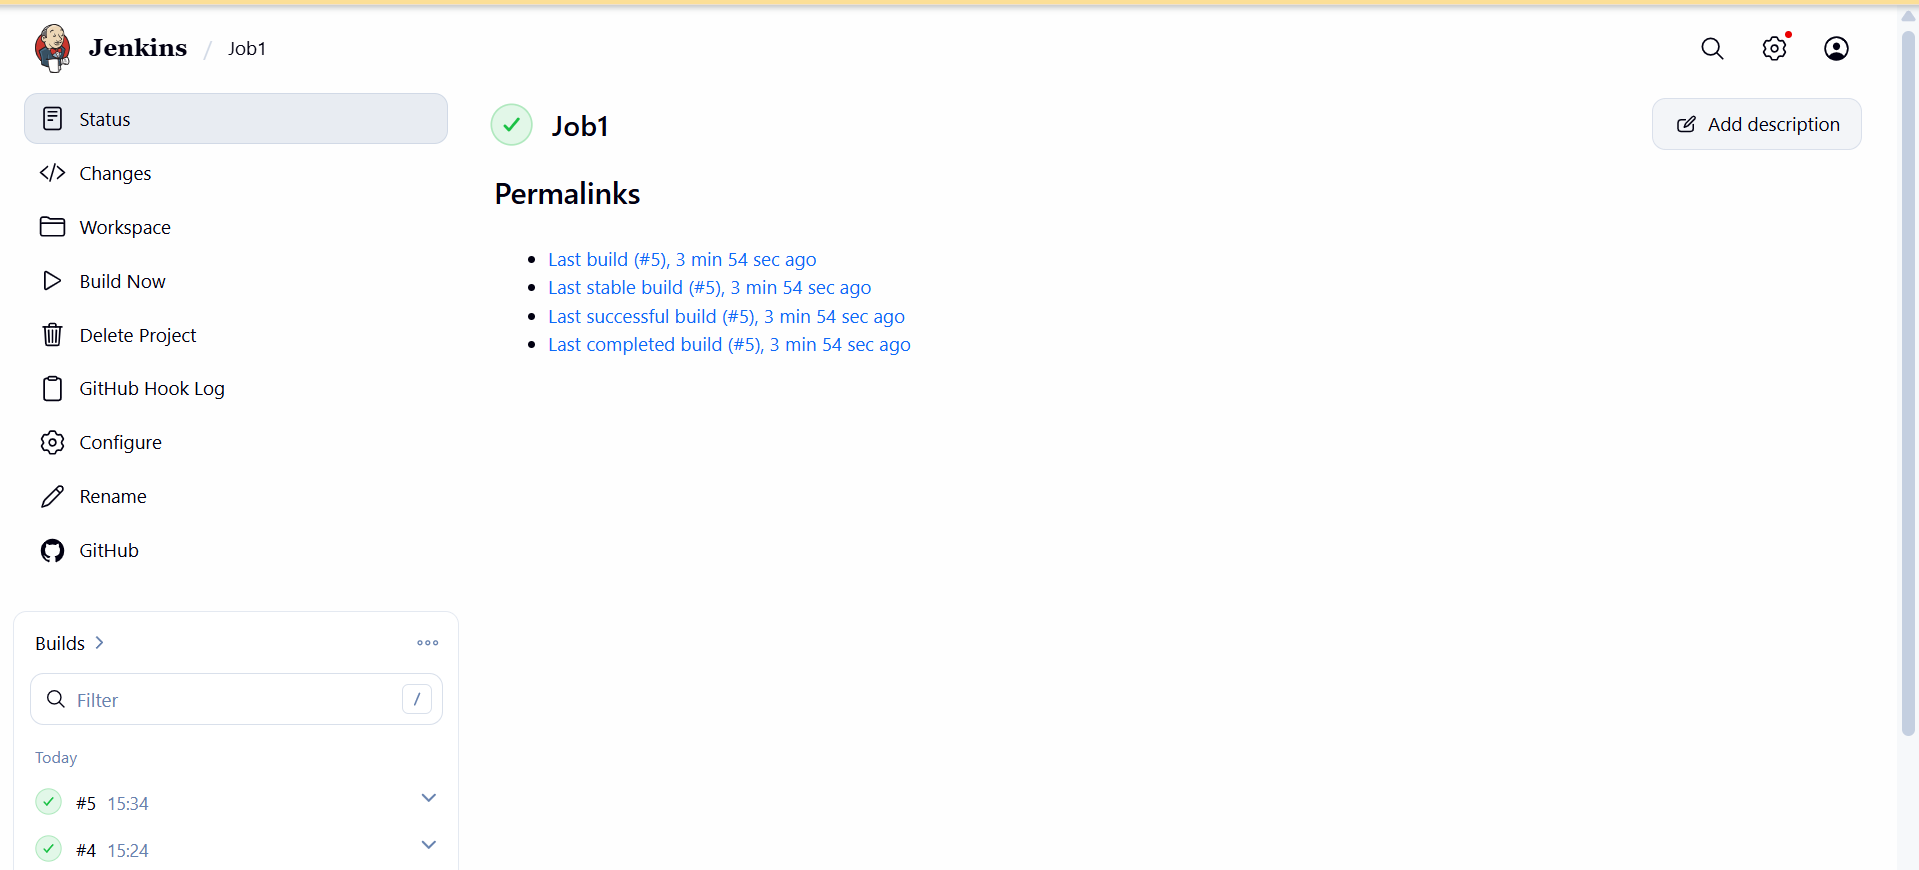 Jenkins / Job1
Status
Changes
Workspace
Build Now
Delete Project
GitHub Hook Log
Configure
Rename
GitHub
Builds
Filter /
Today
#5 15:34
#4 15:24
Job1
Add description
Permalinks
Last build (#5), 3 min 54 sec ago
Last stable build (#5), 3 min 54 sec ago
Last successful build (#5), 3 min 54 sec ago
Last completed build (#5), 3 min 54 sec ago